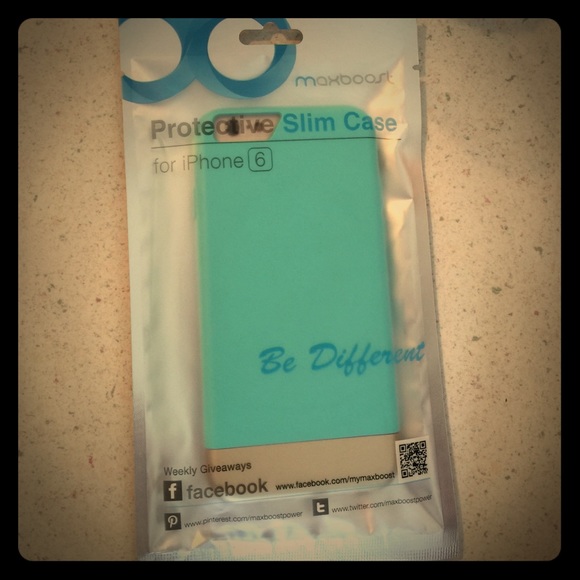 maxboost
Protective Slim Case
for iPhone 6
Be Different
Weekly Giveaways
f facebook www.facebook.com/mymaxboost
www.pinterest.com/maxboostpower t www.twitter.com/maxboostpower